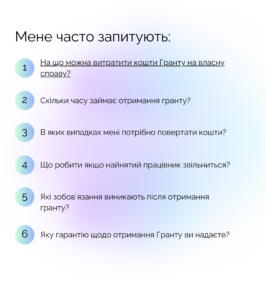 Мене часто запитують:
1
На що можна витратити кошти Гранту на власну
справу?
2
Скільки часу займає отримання гранту?
3
В яких випадках мені потрібно повертати кошти?
4
Що робити якщо найнятий працівник звільниться?
5
Які зобов язання виникають після отримання
гранту?
6
Яку гарантію щодо отримання Гранту ви надаєте?